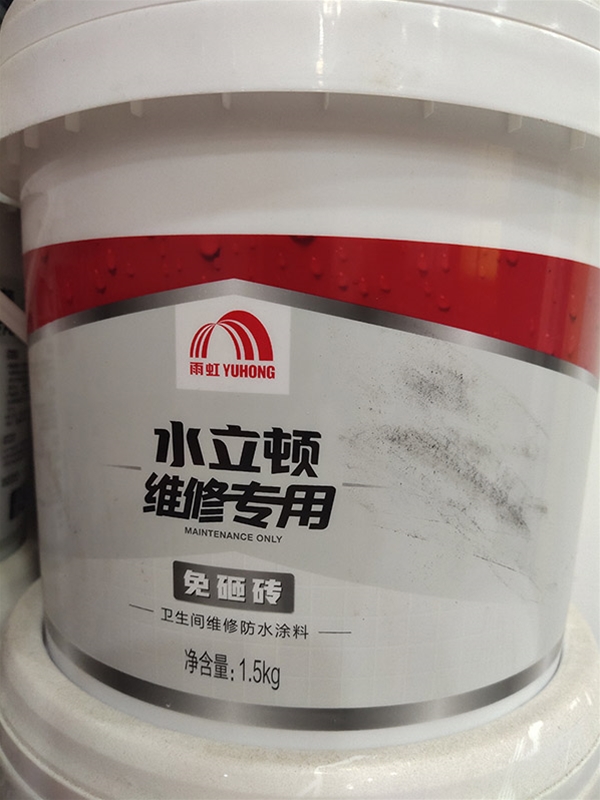 雨虹 YUHONG
水立顿
维修专用
MAINTENANCE ONLY
免砸砖
卫生间维修防水涂料
净含量:1.5kg